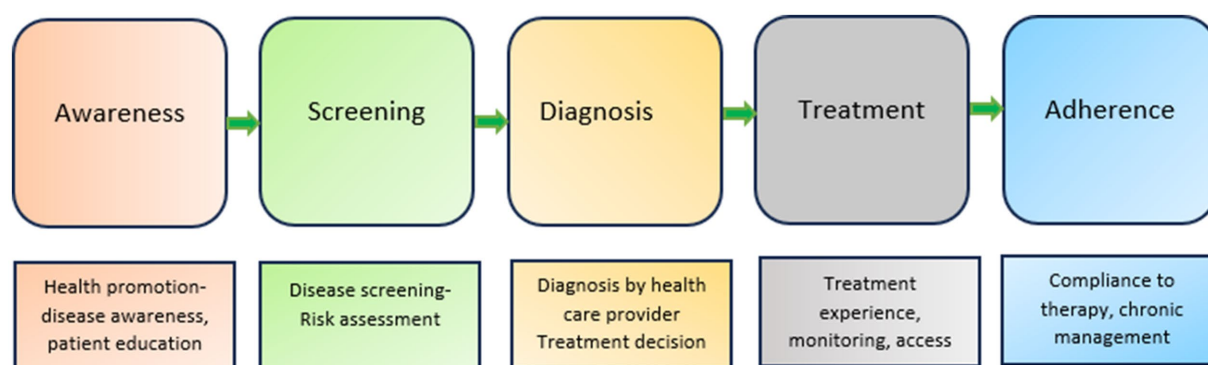 Awareness
Screening
Diagnosis
Treatment
Adherence
Health promotion-
disease awareness,
patient education
Disease screening-
Risk assessment
Diagnosis by health
care provider
Treatment decision
Treatment
experience,
monitoring, access
Compliance to
therapy, chronic
management